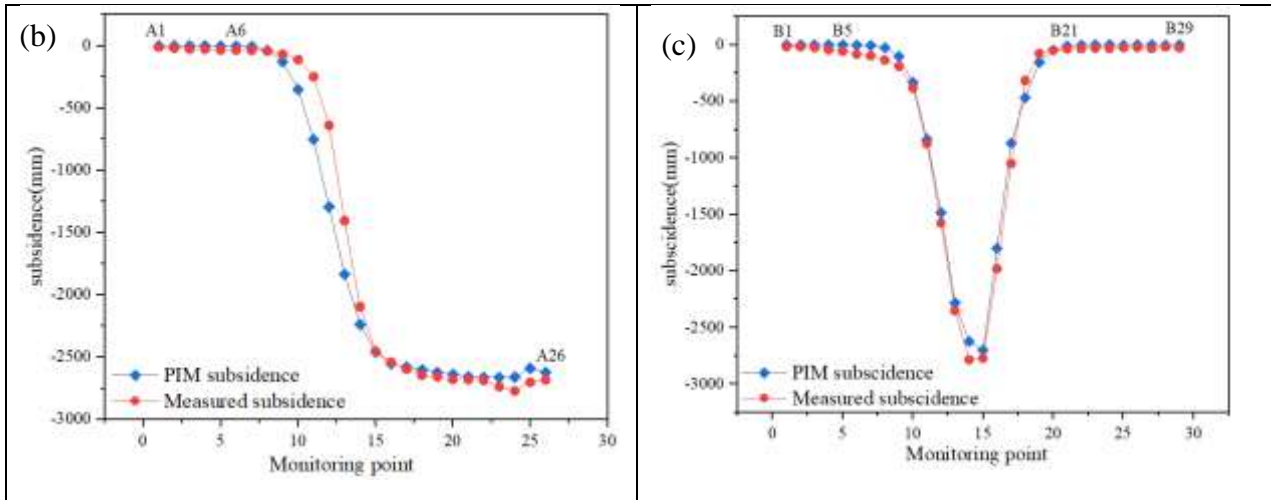 (b)
A1
A6
0
-500
-1000
-1500
-2000
-2500
-3000
subsidence(mm)
A26
PIM subsidence
Measured subsidence
0 5 10 15 20 25 30
Monitoring point
(c)
B1
B5
B21
B29
0
-500
-1000
-1500
-2000
-2500
-3000
subscidence(mm)
PIM subscidence
Measured subscidence
0 5 10 15 20 25 30
Monitoring point